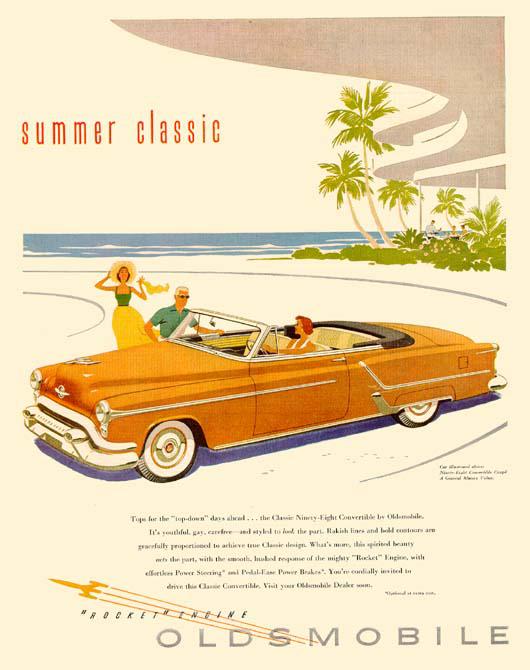 summer classic
Car illustrated above:
Ninety-Eight Convertible Coupé
A General Motors Value.
Tops for the "top-down" days ahead . . . the Classic Ninety-Eight Convertible by Oldsmobile.
It's youthful, gay, carefree—and styled to look the part. Rakish lines and bold contours are
gracefully proportioned to achieve true Classic design. What's more, this spirited beauty
acts the part, with the smooth, hushed response of the mighty "Rocket" Engine, with
effortless Power Steering* and Pedal-Ease Power Brakes*. You're cordially invited to
drive this Classic Convertible. Visit your Oldsmobile Dealer soon.
*Optional at extra cost.
"ROCKET" ENGINE
OLDSMOBILE